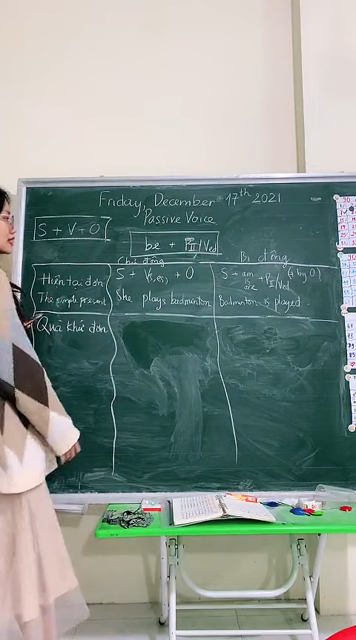 Friday, December 17th 2021
Passive Voice
S + V + O
be + PII/Ved
Chủ động
Bị động
Hiện tại đơn
The simple present
S + V(s,es) + O
She plays badminton
S + am is are + PII/Ved (by O)
Badminton is played.
Quá khứ đơn